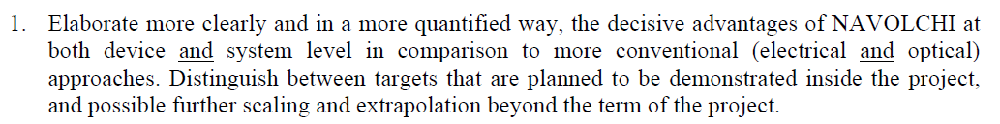 1. Elaborate more clearly and in a more quantified way, the decisive advantages of NAVOLCHI at
both device and system level in comparison to more conventional (electrical and optical)
approaches. Distinguish between targets that are planned to be demonstrated inside the project,
and possible further scaling and extrapolation beyond the term of the project.